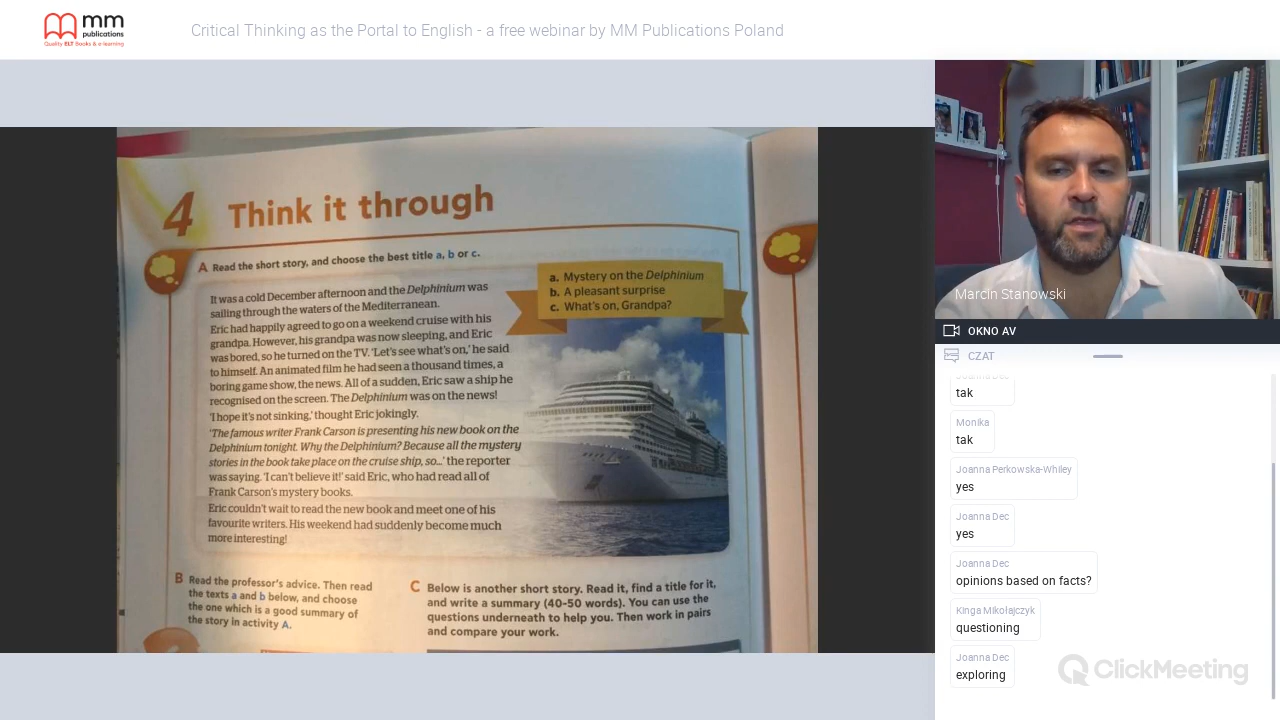 mm
publications
Quality ELT Books & e-learning
Critical Thinking as the Portal to English - a free webinar by MM Publications Poland
4 Think it through
A Read the short story, and choose the best title a, b or c.
a. Mystery on the Delphinium
b. A pleasant surprise
c. What's on, Grandpa?
It was a cold December afternoon and the Delphinium was
sailing through the waters of the Mediterranean.
Eric had happily agreed to go on a weekend cruise with his
grandpa. However, his grandpa was now sleeping, and Eric
was bored, so he turned on the TV. 'Let's see what's on,' he said
to himself. An animated film he had seen a thousand times, a
boring game show, the news. All of a sudden, Eric saw a ship he
recognised on the screen. The Delphinium was on the news!
'I hope it's not sinking,' thought Eric jokingly.
'The famous writer Frank Carson is presenting his new book on the
Delphinium tonight. Why the Delphinium? Because all the mystery
stories in the book take place on the cruise ship, so...' the reporter
was saying. 'I can't believe it!' said Eric, who had read all of
Frank Carson's mystery books.
Eric couldn't wait to read the new book and meet one of his
favourite writers. His weekend had suddenly become much
more interesting!
B Read the professor's advice. Then read
the texts a and b below, and choose
the one which is a good summary of
the story in activity A.
C Below is another short story. Read it, find a title for it,
and write a summary (40-50 words). You can use the
questions underneath to help you. Then work in pairs
and compare your work.
Marcin Stanowski
OKNO AV
CZAT
Joanna Dec
tak
Monika
tak
Joanna Perkowska-Whiley
yes
Joanna Dec
yes
Joanna Dec
opinions based on facts?
Kinga Mikołajczyk
questioning
Joanna Dec
exploring
ClickMeeting